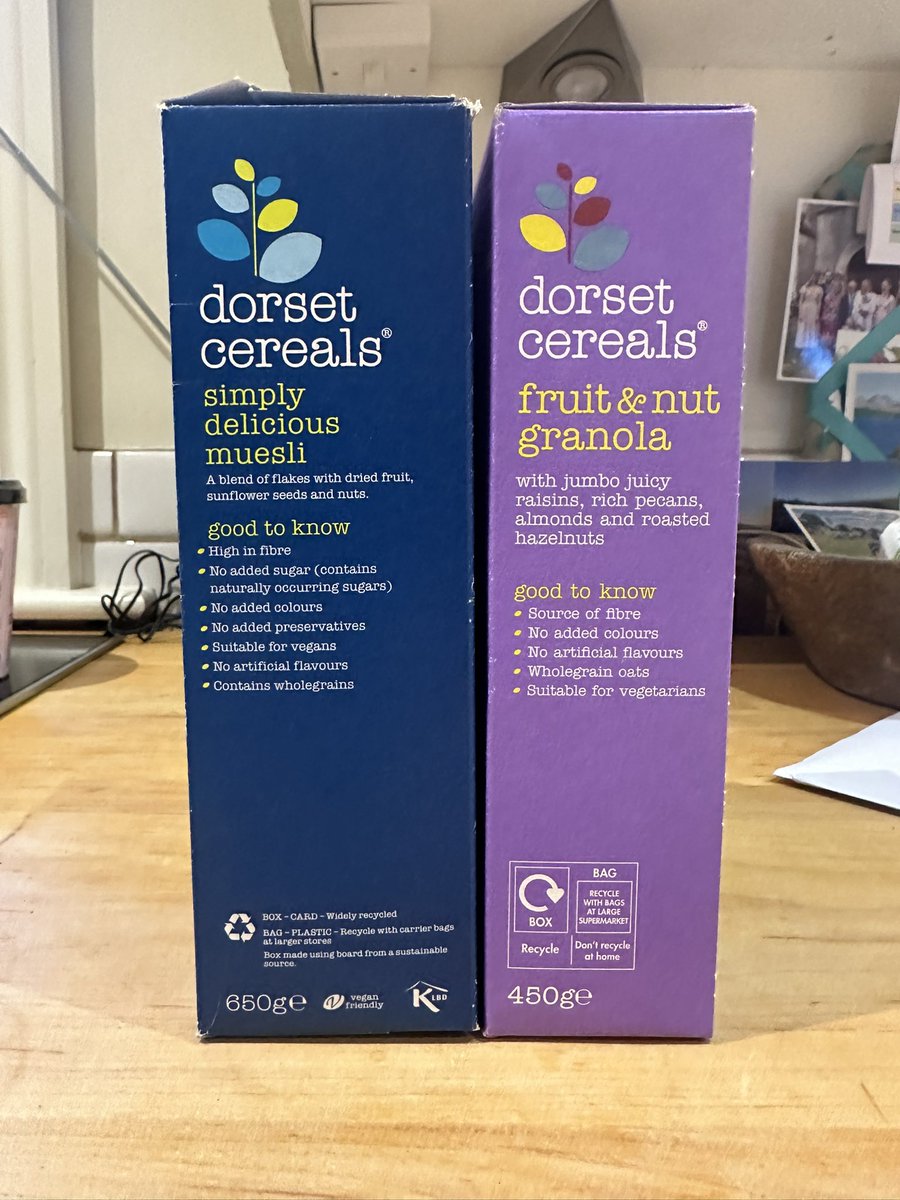 dorset
cereals®
simply
delicious
muesli
A blend of flakes with dried fruit,
sunflower seeds and nuts.
good to know
High in fibre
No added sugar (contains
naturally occurring sugars)
No added colours
No added preservatives
Suitable for vegans
No artificial flavours
Contains wholegrains
BOX – CARD – Widely recycled
BAG – PLASTIC – Recycle with carrier bags
at larger stores
Box made using board from a sustainable
source.
650g℮
vegan
friendly
K LBD
dorset
cereals®
fruit & nut
granola
with jumbo juicy
raisins, rich pecans,
almonds and roasted
hazelnuts
good to know
Source of fibre
No added colours
No artificial flavours
Wholegrain oats
Suitable for vegetarians
BOX
Recycle
BAG
RECYCLE
WITH BAGS
AT LARGE
SUPERMARKET
Don't recycle
at home
450g℮